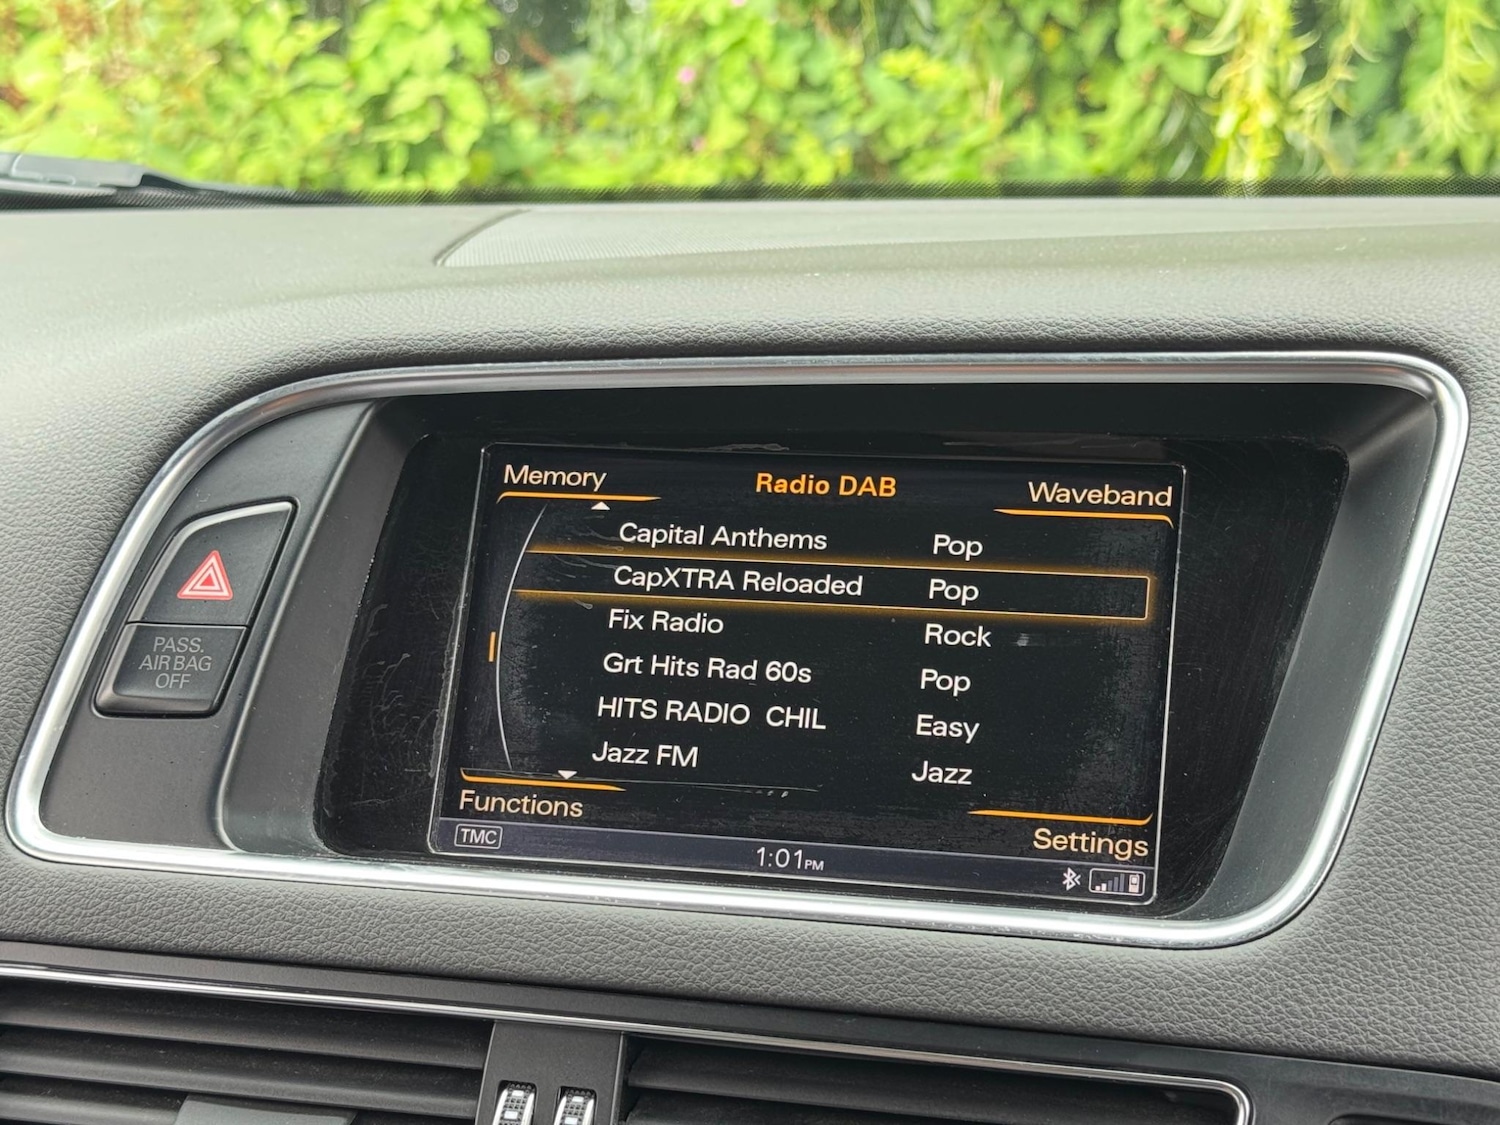 Memory Radio DAB Waveband
Capital Anthems Pop
CapXTRA Reloaded Pop
Fix Radio Rock
Grt Hits Rad 60s Pop
HITS RADIO  CHIL Easy
Jazz FM Jazz
Functions Settings
TMC 1:01PM
PASS.
AIR BAG
OFF